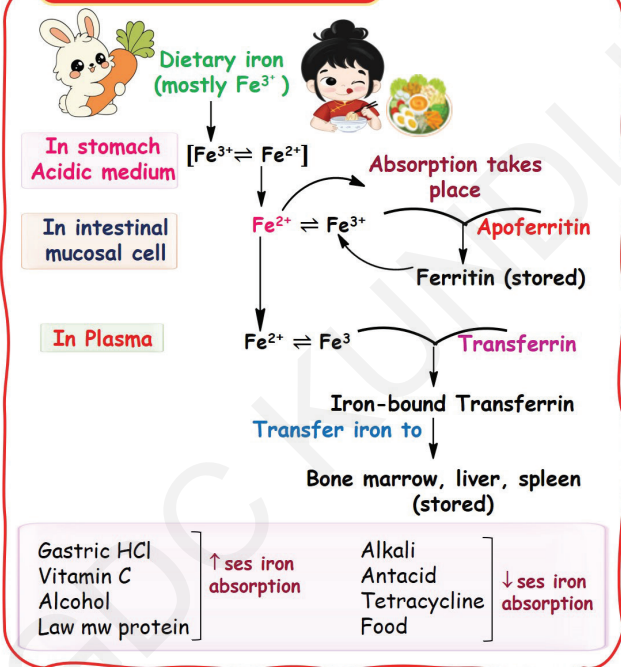 Dietary iron
(mostly Fe³⁺ )
In stomach
Acidic medium
[Fe³⁺⇌ Fe²⁺]
Absorption takes
place
In intestinal
mucosal cell
Fe²⁺ ⇌ Fe³⁺
Apoferritin
Ferritin (stored)
In Plasma
Fe²⁺ ⇌ Fe³
Transferrin
Iron-bound Transferrin
Transfer iron to
Bone marrow, liver, spleen
(stored)
Gastric HCl
Vitamin C
Alcohol
Law mw protein
↑ ses iron
absorption
Alkali
Antacid
Tetracycline
Food
↓ ses iron
absorption
GDC KUNDL